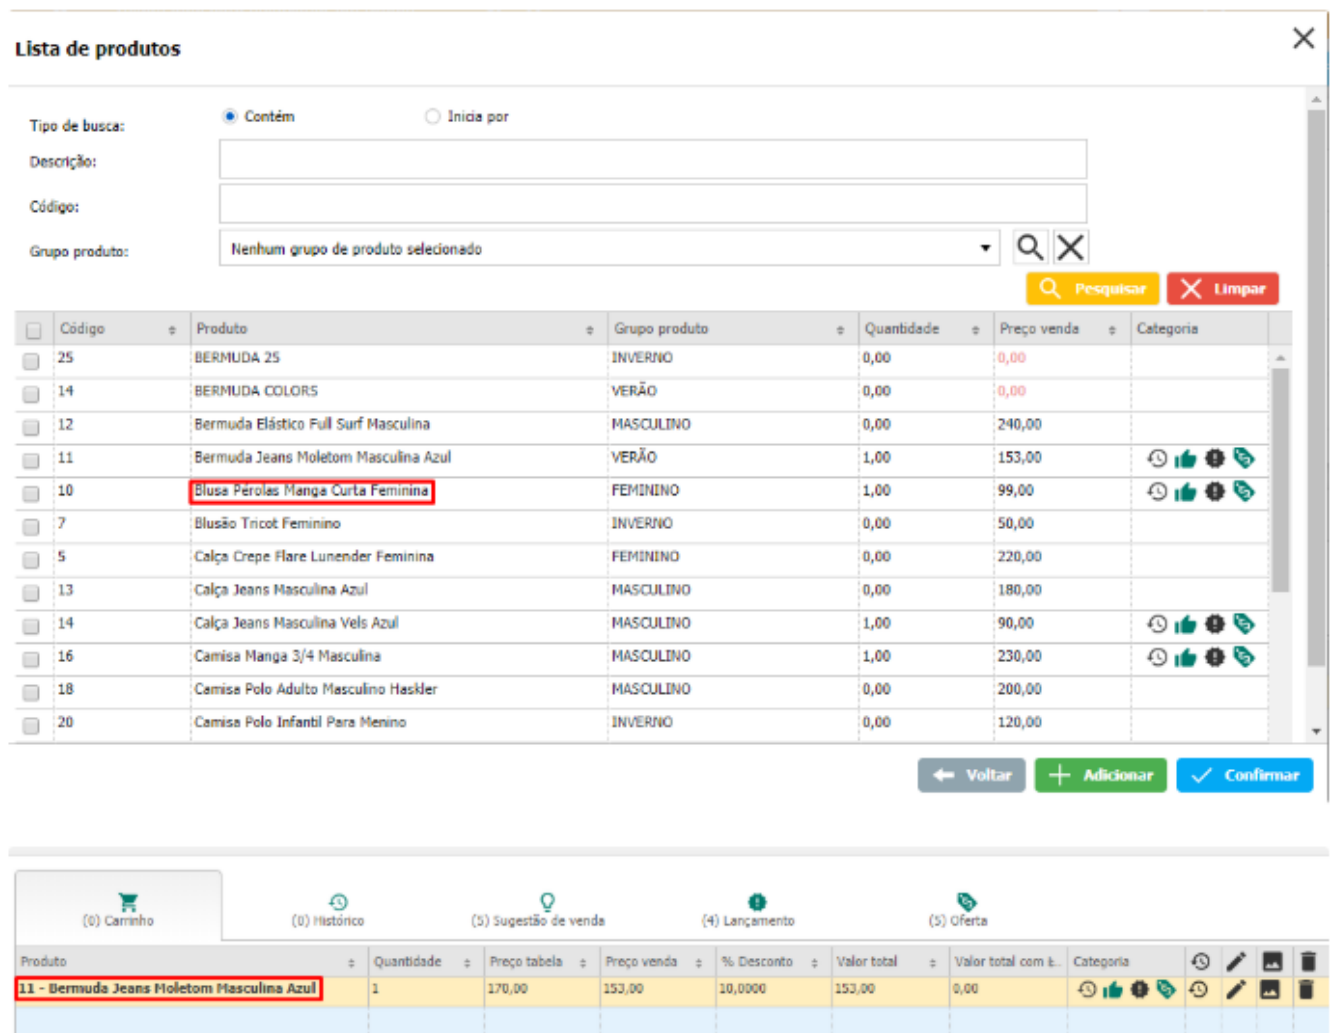 Lista de produtos
Tipo de busca: Contém Inicia por
Descrição:
Código:
Grupo produto: Nenhum grupo de produto selecionado
Pesquisar Limpar
Código Produto Grupo produto Quantidade Preço venda Categoria
25 BERMUDA 25 INVERNO 0,00 0,00
14 BERMUDA COLORS VERÃO 0,00 0,00
12 Bermuda Elástico Full Surf Masculina MASCULINO 0,00 240,00
11 Bermuda Jeans Moletom Masculina Azul VERÃO 1,00 153,00
10 Blusa Pérolas Manga Curta Feminina FEMININO 1,00 99,00
7 Blusão Tricot Feminino INVERNO 0,00 50,00
5 Calça Crepe Flare Lunender Feminina FEMININO 0,00 220,00
13 Calça Jeans Masculina Azul MASCULINO 0,00 180,00
14 Calça Jeans Masculina Vels Azul MASCULINO 1,00 90,00
16 Camisa Manga 3/4 Masculina MASCULINO 1,00 230,00
18 Camisa Polo Adulto Masculino Haskler MASCULINO 0,00 200,00
20 Camisa Polo Infantil Para Menino INVERNO 0,00 120,00
Voltar Adicionar Confirmar
(0) Carrinho (0) Histórico (5) Sugestão de venda (4) Lançamento (5) Oferta
Produto Quantidade Preço tabela Preço venda % Desconto Valor total Valor total com i... Categoria
11 - Bermuda Jeans Moletom Masculina Azul 1 170,00 153,00 10,0000 153,00 0,00